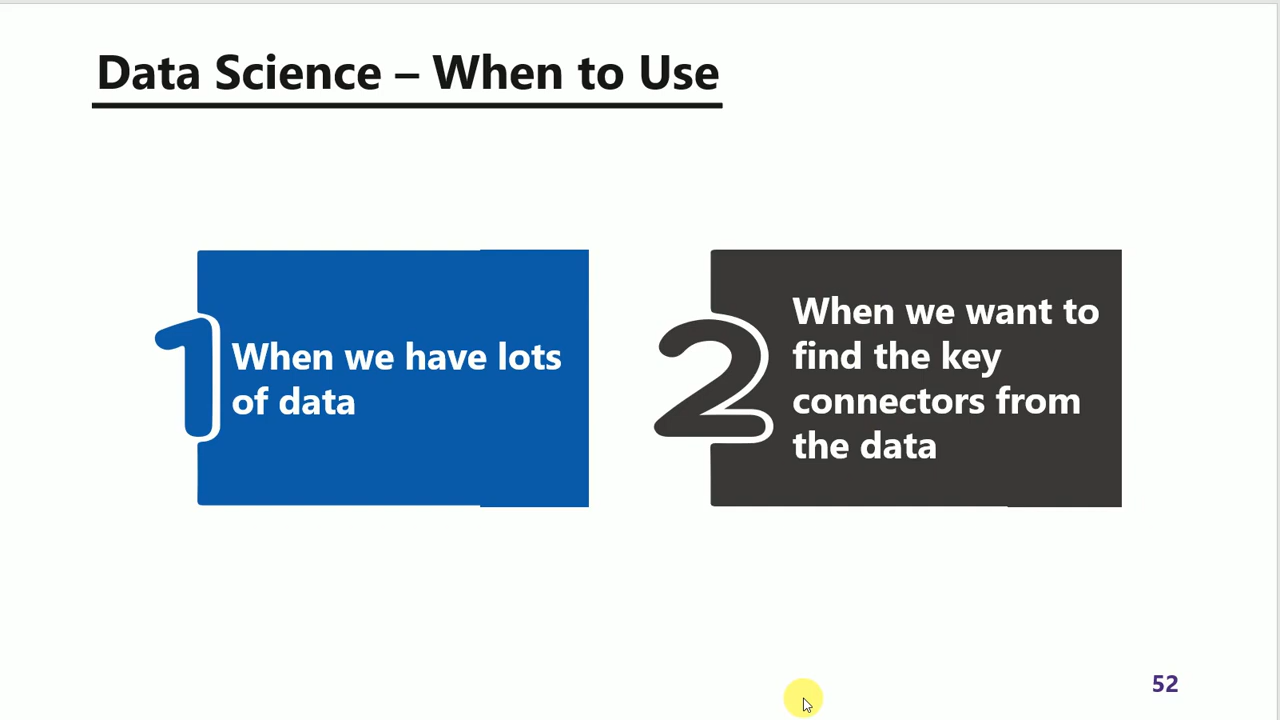 Data Science – When to Use
1
When we have lots
of data
2
When we want to
find the key
connectors from
the data
52